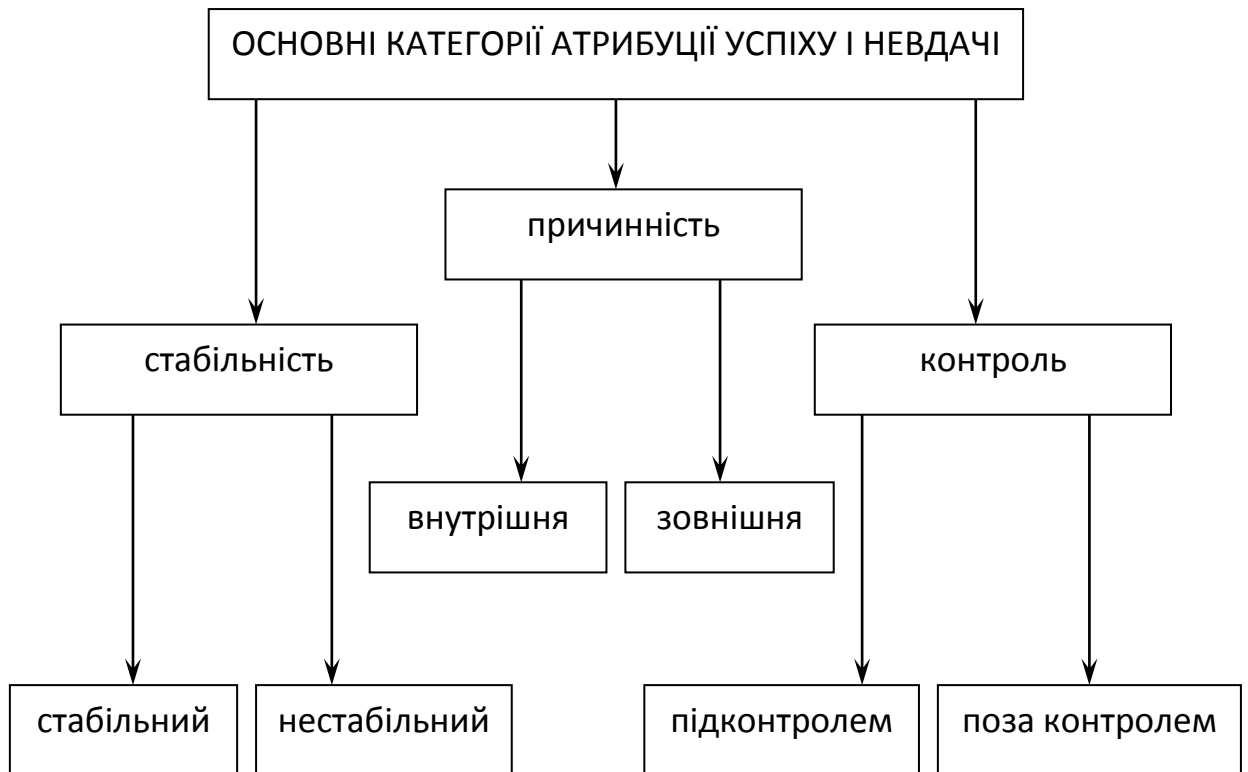 ОСНОВНІ КАТЕГОРІЇ АТРИБУЦІЇ УСПІХУ І НЕВДАЧІ
причинність
стабільність
контроль
внутрішня
зовнішня
стабільний
нестабільний
підконтролем
поза контролем